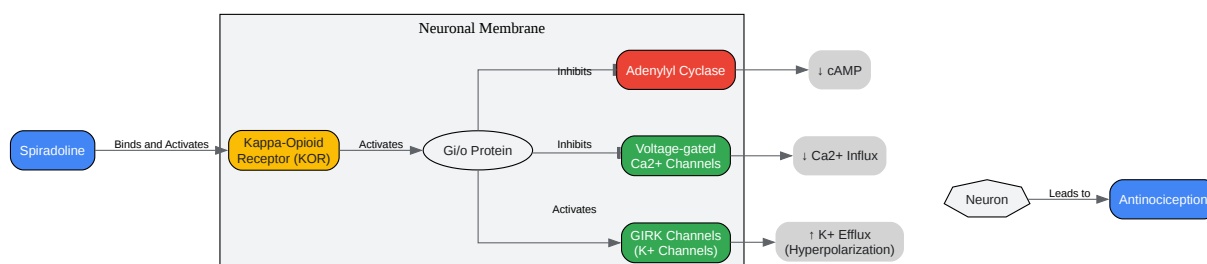 Neuronal Membrane
Spiradoline
Binds and Activates
Kappa-Opioid
Receptor (KOR)
Activates
Gi/o Protein
Inhibits
Adenylyl Cyclase
↓ cAMP
Inhibits
Voltage-gated
Ca2+ Channels
↓ Ca2+ Influx
Activates
GIRK Channels
(K+ Channels)
↑ K+ Efflux
(Hyperpolarization)
Neuron
Leads to
Antinociception